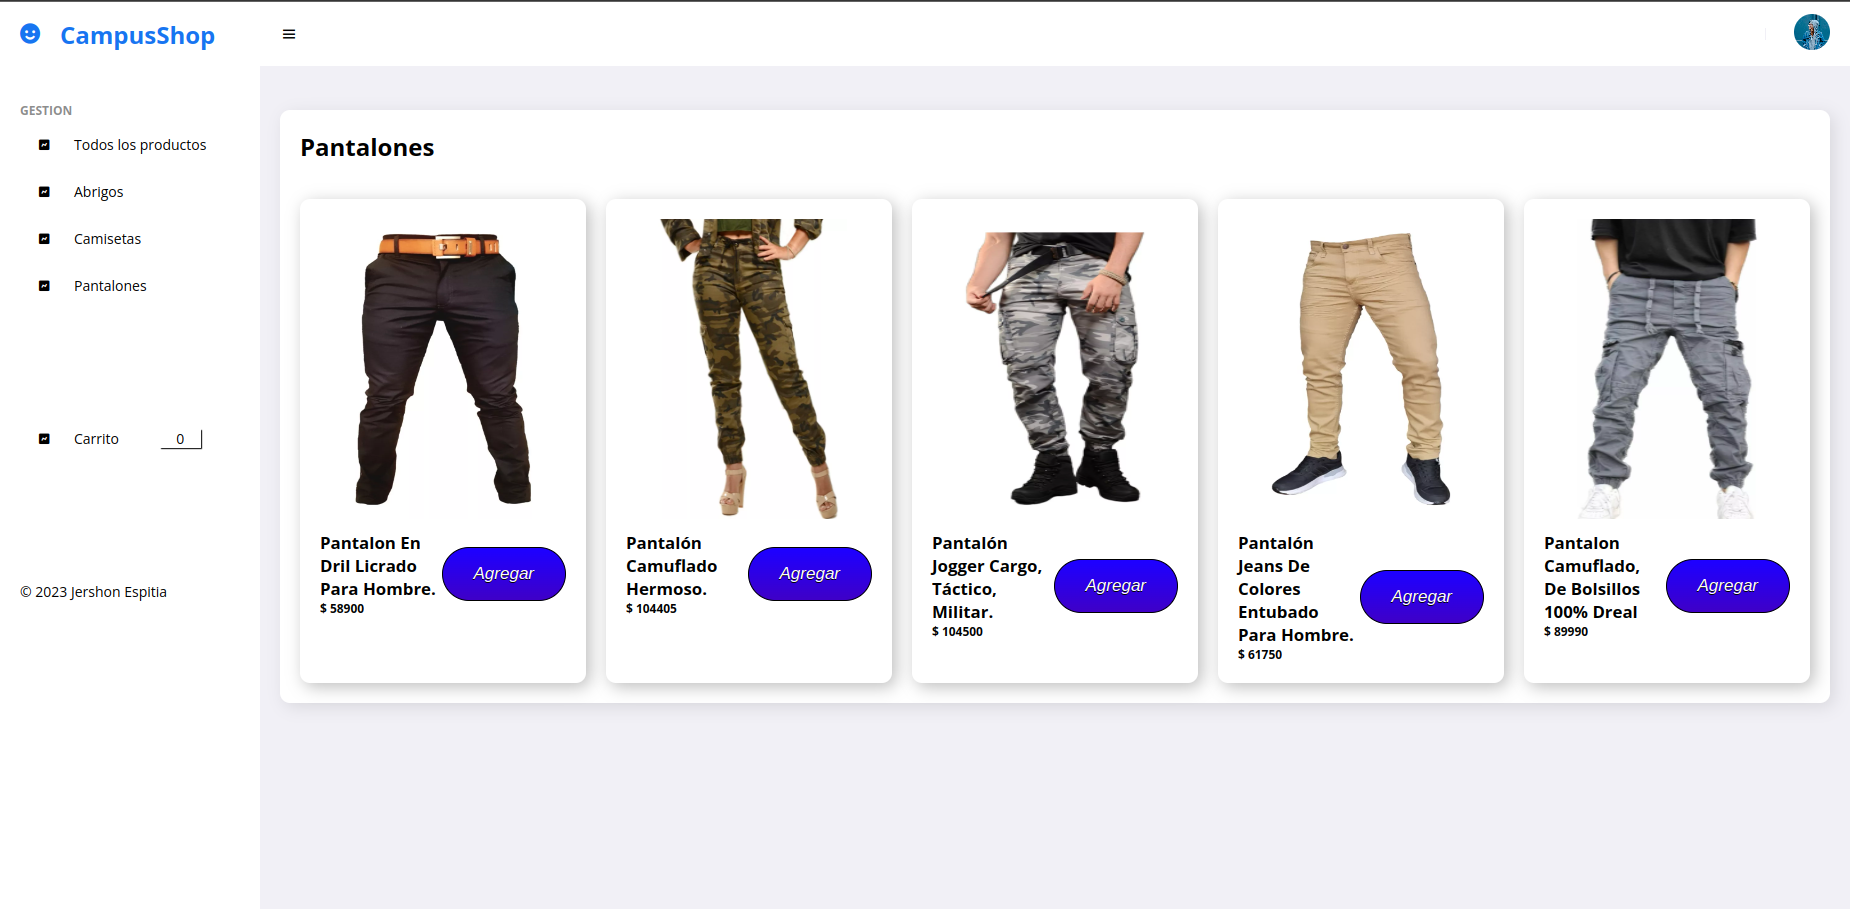 CampusShop
GESTION
Todos los productos
Abrigos
Camisetas
Pantalones
Carrito 0
© 2023 Jershon Espitia
Pantalones
Pantalon En
Dril Licrado
Para Hombre.
$ 58900
Agregar
Pantalón
Camuflado
Hermoso.
$ 104405
Agregar
Pantalón
Jogger Cargo,
Táctico,
Militar.
$ 104500
Agregar
Pantalón
Jeans De
Colores
Entubado
Para Hombre.
$ 61750
Agregar
Pantalon
Camuflado,
De Bolsillos
100% Dreal
$ 89990
Agregar